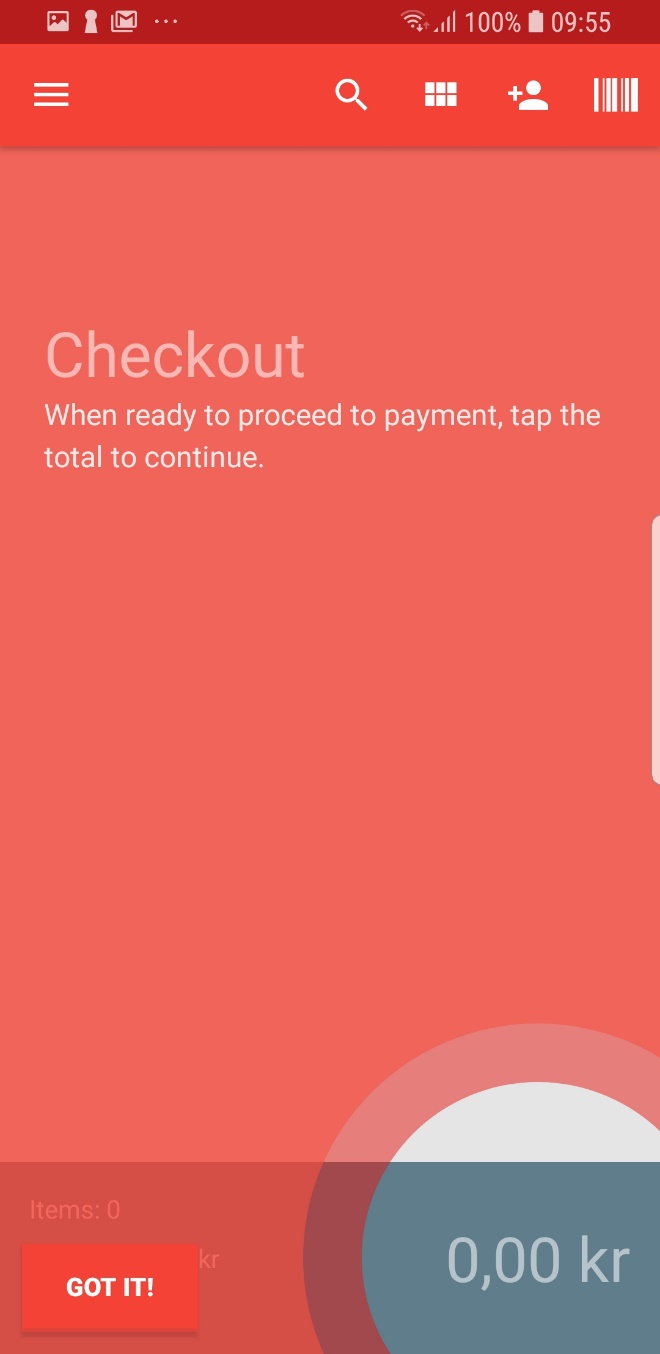 100% 09:55
Checkout
When ready to proceed to payment, tap the
total to continue.
Items: 0
kr
GOT IT!
0,00 kr